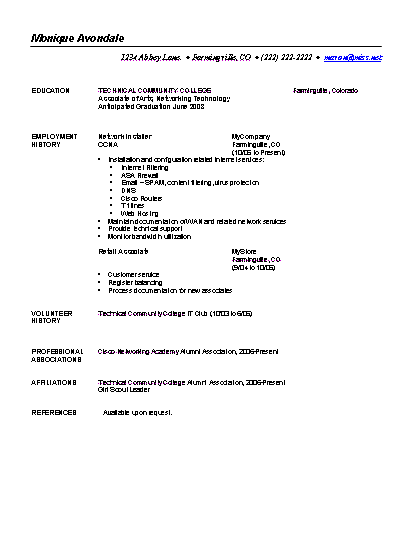 Monique Avondale
1234 Abbey Lane • Farmingville, CO • (222) 222-2222 •
EDUCATION TECHNICAL COMMUNITY COLLEGE Farmingville, Colorado
Associate of Arts, Networking Technology
Anticipated Graduation June 2008
EMPLOYMENT HISTORY Network Installer MyCompany
CCNA Farmingville, CO
(10/05 to Present)
• Installation and configuration related internet services:
• Internet Filtering
• ASA Firewall
• Email – SPAM, content filtering, virus protection
• DNS
• Cisco Routers
• T1 lines
• Web Hosting
• Maintain documentation of WAN and related network services
• Provide technical support
• Monitor bandwidth utilization
Retail Associate MyStore
Farmingville, CO
(9/04 to 10/05)
• Customer service
• Register balancing
• Process documentation for new associates
VOLUNTEER HISTORY Technical Community College IT Club (10/03 to 6/05)
PROFESSIONAL ASSOCIATIONS Cisco Networking Academy Alumni Association, 2006-Present
AFFILIATIONS Technical Community College Alumni Association, 2006-Present
Girl Scout Leader
REFERENCES Available upon request.